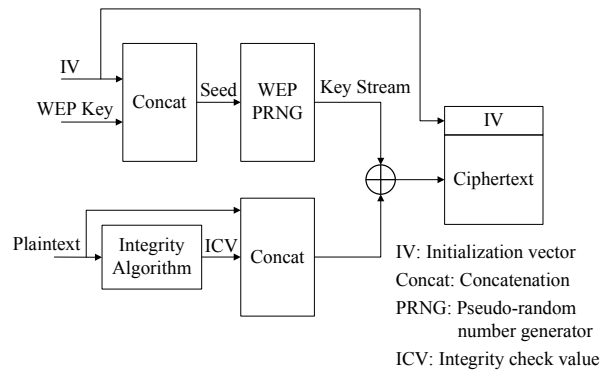 IV
WEP Key
Concat
Seed
WEP
PRNG
Key Stream
IV
Ciphertext
Plaintext
Integrity
Algorithm
ICV
Concat
IV: Initialization vector
Concat: Concatenation
PRNG: Pseudo-random
number generator
ICV: Integrity check value